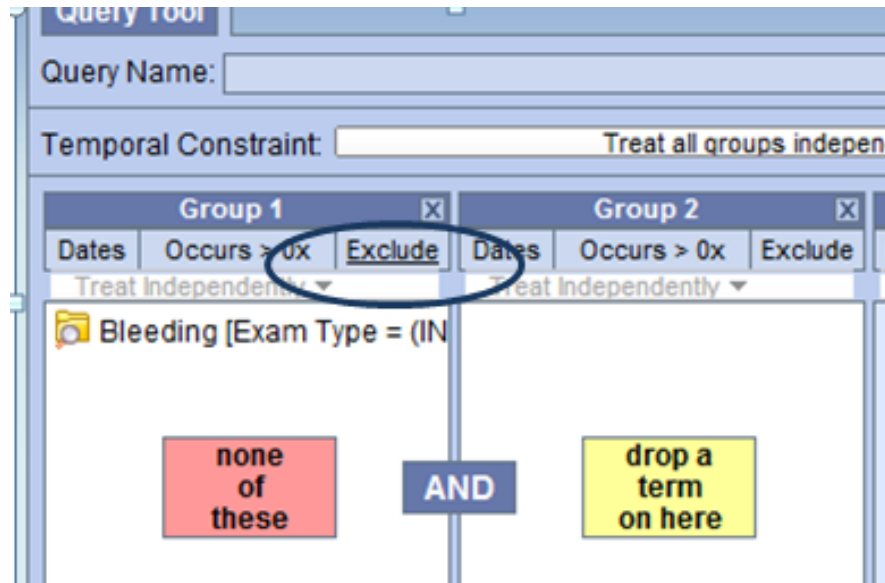 Query Tool
Query Name:
Temporal Constraint: Treat all groups indepen
Group 1 X Group 2 X
Dates Occurs > 0x Exclude Dates Occurs > 0x Exclude
Treat Independently Treat Independently
Bleeding [Exam Type = (IN
none
of
these
AND
drop a
term
on here